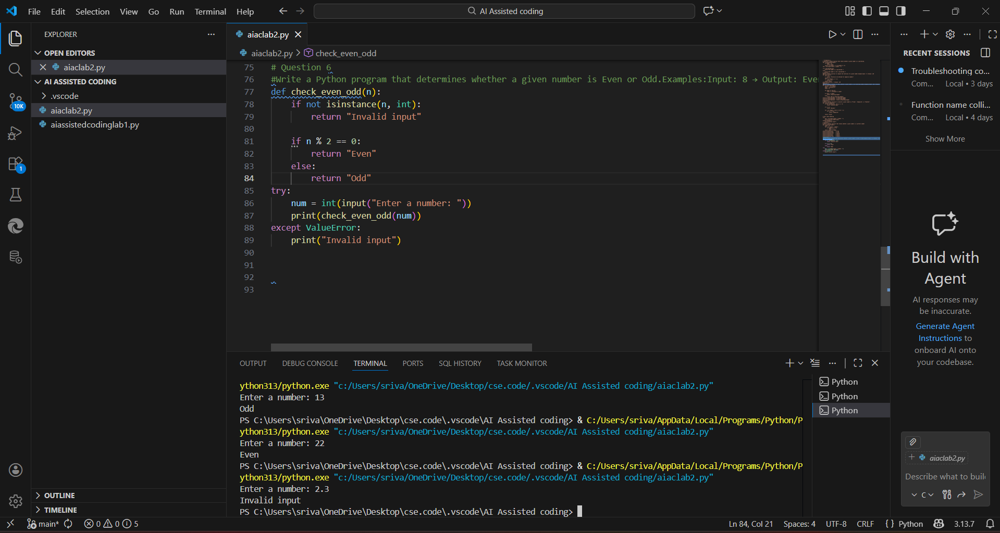 File Edit Selection View Go Run Terminal Help
AI Assisted coding
EXPLORER
OPEN EDITORS
aiaclab2.py
AI ASSISTED CODING
.vscode
aiaclab2.py
aiassistedcodinglab1.py
10K
1
OUTLINE
TIMELINE
aiaclab2.py
aiaclab2.py > check_even_odd
75 # Question 6
76 #Write a Python program that determines whether a given number is Even or Odd.Examples:Input: 8 → Output: Eve
77 def check_even_odd(n):
78 if not isinstance(n, int):
79 return "Invalid input"
80
81 if n % 2 == 0:
82 return "Even"
83 else:
84 return "Odd"
85 try:
86 num = int(input("Enter a number: "))
87 print(check_even_odd(num))
88 except ValueError:
89 print("Invalid input")
90
91
92
93
OUTPUT DEBUG CONSOLE TERMINAL PORTS SQL HISTORY TASK MONITOR
ython313/python.exe "c:/Users/sriva/OneDrive/Desktop/cse.code/.vscode/AI Assisted coding/aiaclab2.py"
Enter a number: 13
Odd
PS C:\Users\sriva\OneDrive\Desktop\cse.code\.vscode\AI Assisted coding> & C:/Users/sriva/AppData/Local/Programs/Python/P
ython313/python.exe "c:/Users/sriva/OneDrive/Desktop/cse.code/.vscode/AI Assisted coding/aiaclab2.py"
Enter a number: 22
Even
PS C:\Users\sriva\OneDrive\Desktop\cse.code\.vscode\AI Assisted coding> & C:/Users/sriva/AppData/Local/Programs/Python/P
ython313/python.exe "c:/Users/sriva/OneDrive/Desktop/cse.code/.vscode/AI Assisted coding/aiaclab2.py"
Enter a number: 2.3
Invalid input
PS C:\Users\sriva\OneDrive\Desktop\cse.code\.vscode\AI Assisted coding>
Python
Python
Python
RECENT SESSIONS
Troubleshooting co...
Com... Local • 3 days
Function name colli...
Com... Local • 4 days
Show More
Build with
Agent
AI responses may
be inaccurate.
Generate Agent
Instructions to
onboard AI onto
your codebase.
aiaclab2.py
Describe what to buil
C
main* 0 0 5
Ln 84, Col 21 Spaces: 4 UTF-8 CRLF { } Python 3.13.7